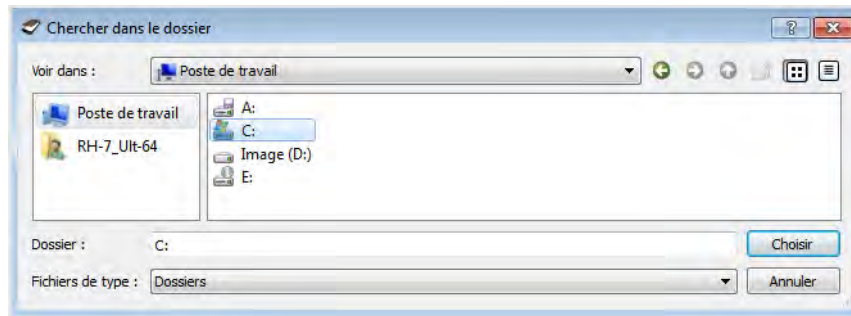 Chercher dans le dossier
Voir dans : Poste de travail
Poste de travail
RH-7_Ult-64
A:
C:
Image (D:)
E:
Dossier : C: Choisir
Fichiers de type : Dossiers Annuler